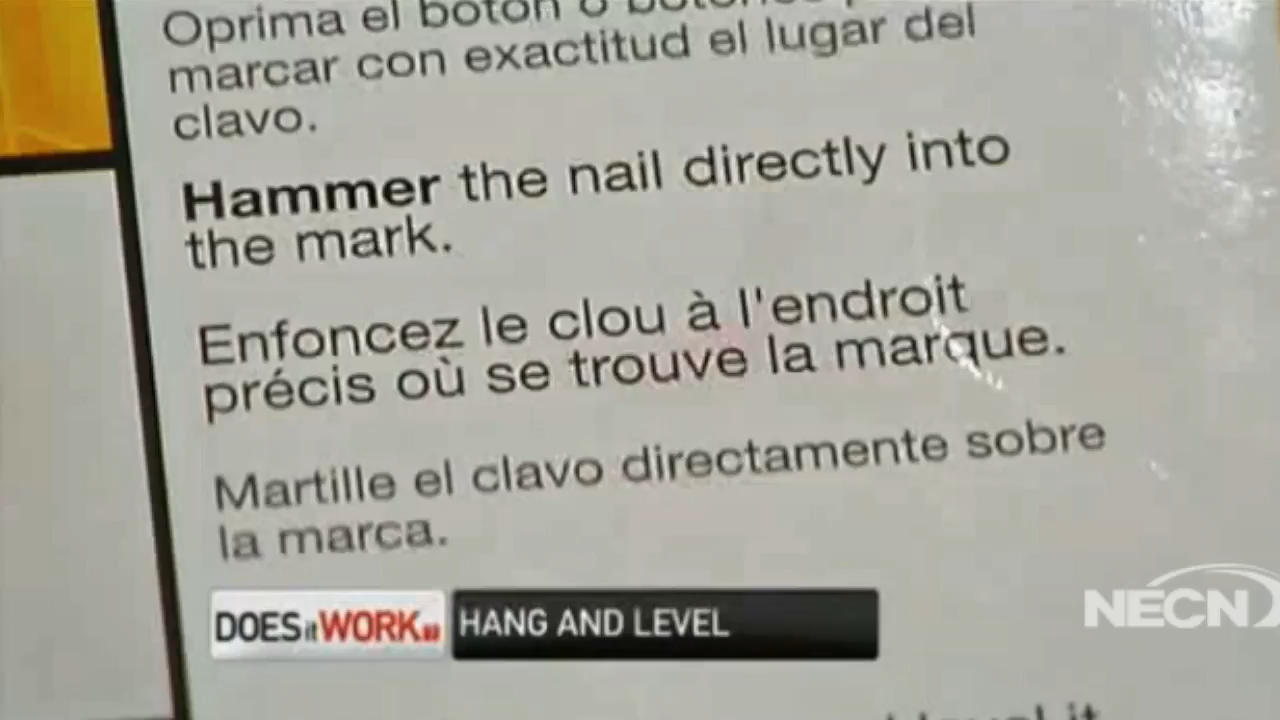 Oprima el botón o
marcar con exactitud el lugar del
clavo.
Hammer the nail directly into
the mark.
Enfoncez le clou à l'endroit
précis où se trouve la marque.
Martille el clavo directamente sobre
la marca.
DOES it WORK
HANG AND LEVEL
NECN
it